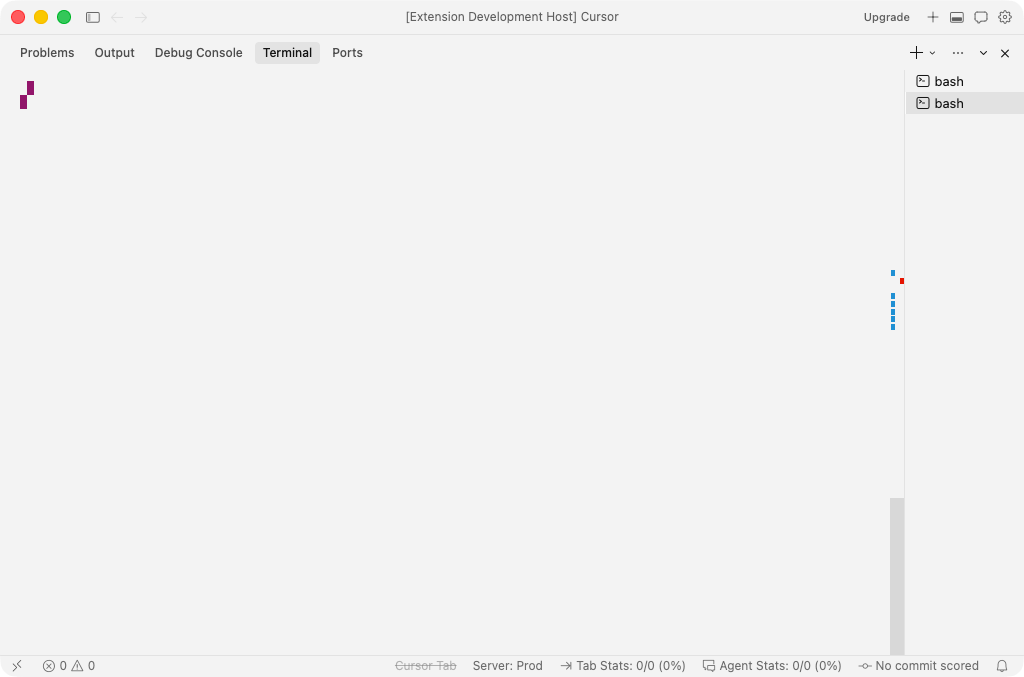 [Extension Development Host] Cursor
Upgrade
Problems Output Debug Console Terminal Ports
bash
bash
0 0 Cursor Tab Server: Prod Tab Stats: 0/0 (0%) Agent Stats: 0/0 (0%) No commit scored